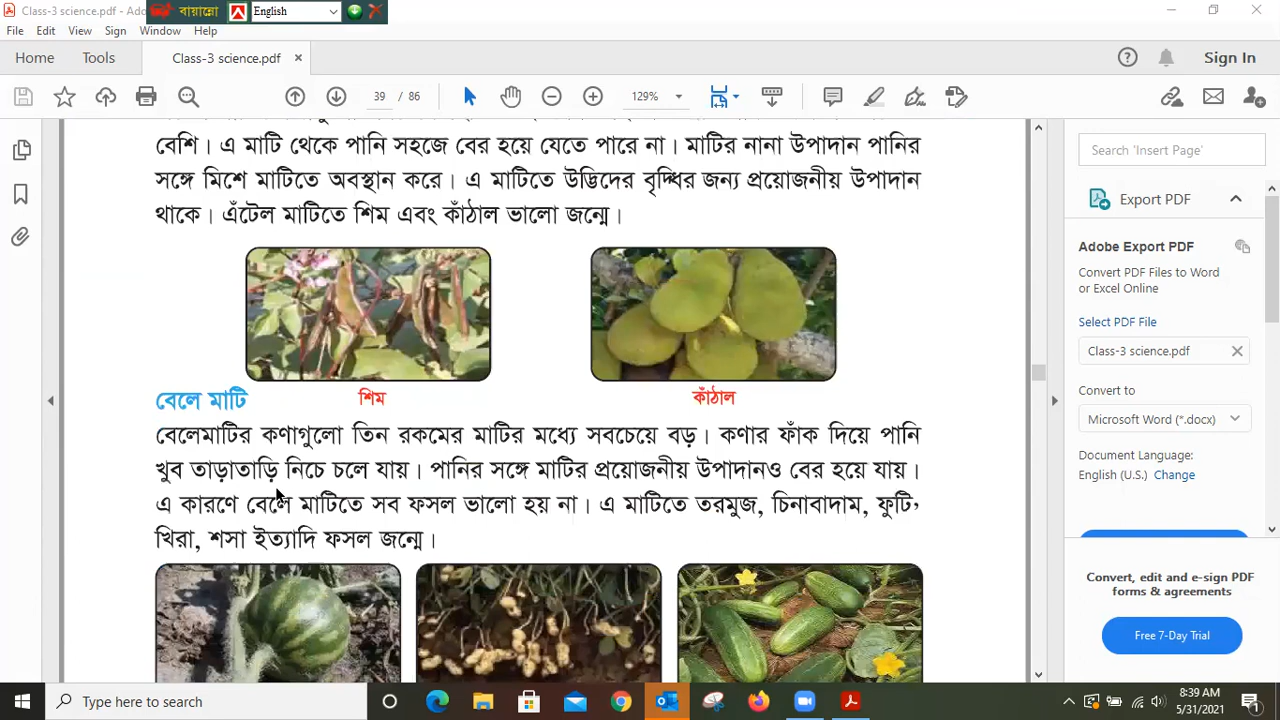 Class-3 science.pdf - Ado
বায়ান্নো
English
File Edit View Sign Window Help
Home Tools Class-3 science.pdf Sign In
39 / 86 129%
বেশি। এ মাটি থেকে পানি সহজে বের হয়ে যেতে পারে না। মাটির নানা উপাদান পানির
সঙ্গে মিশে মাটিতে অবস্থান করে। এ মাটিতে উদ্ভিদের বৃদ্ধির জন্য প্রয়োজনীয় উপাদান
থাকে। এঁটেল মাটিতে শিম এবং কাঁঠাল ভালো জন্মে।
শিম
কাঁঠাল
বেলে মাটি
বেলেমাটির কণাগুলো তিন রকমের মাটির মধ্যে সবচেয়ে বড়। কণার ফাঁক দিয়ে পানি
খুব তাড়াতাড়ি নিচে চলে যায়। পানির সঙ্গে মাটির প্রয়োজনীয় উপাদানও বের হয়ে যায়।
এ কারণে বেলে মাটিতে সব ফসল ভালো হয় না। এ মাটিতে তরমুজ, চিনাবাদাম, ফুটি,
খিরা, শসা ইত্যাদি ফসল জন্মে।
Search 'Insert Page'
Export PDF
Adobe Export PDF
Convert PDF Files to Word
or Excel Online
Select PDF File
Class-3 science.pdf
Convert to
Microsoft Word (*.docx)
Document Language:
English (U.S.) Change
Convert, edit and e-sign PDF
forms & agreements
Free 7-Day Trial
Type here to search
8:39 AM
5/31/2021